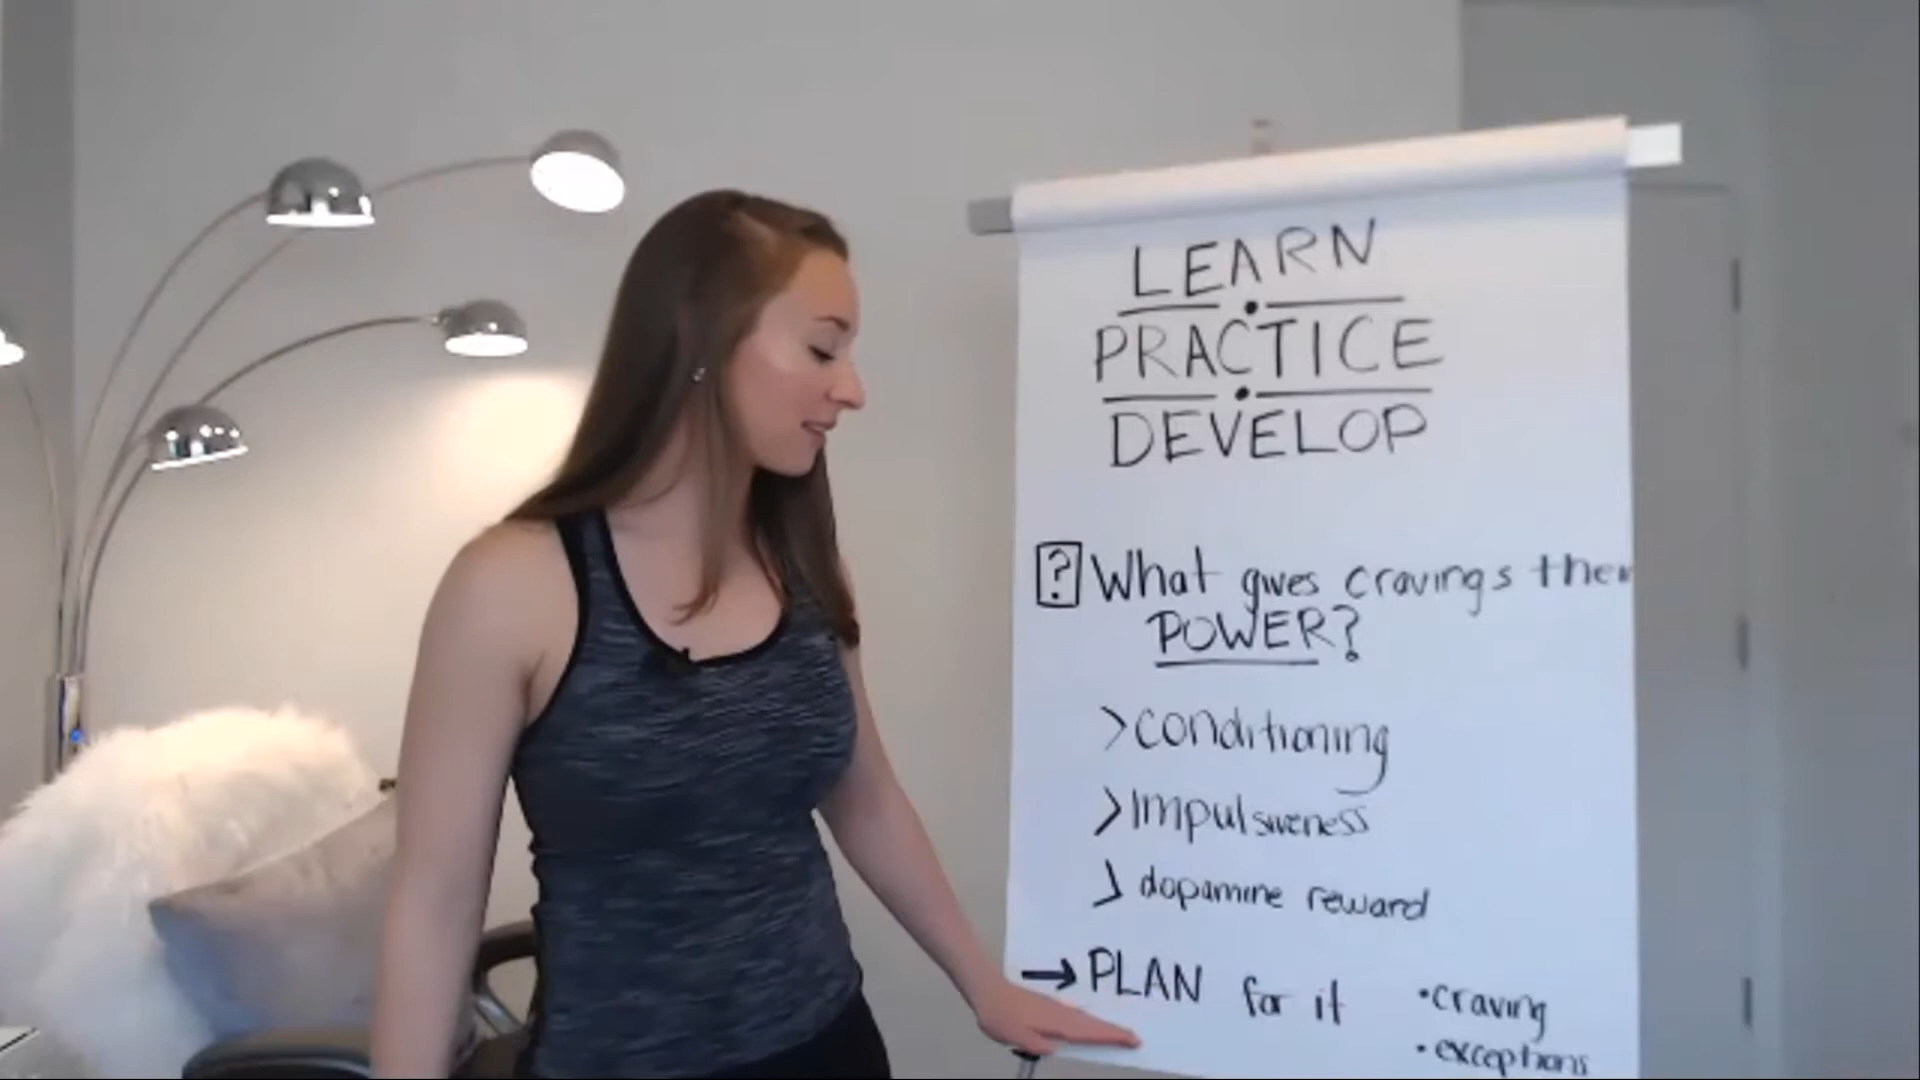 LEARN
PRACTICE
DEVELOP
? What gives cravings their
POWER?
> conditioning
> Impulsiveness
> dopamine reward
→ PLAN for it
• craving
• exceptions